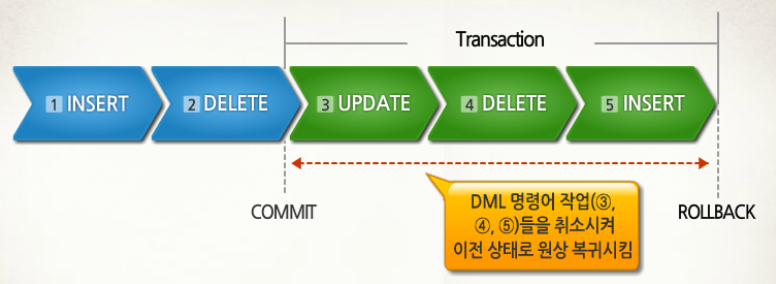 Transaction
1 INSERT
2 DELETE
3 UPDATE
4 DELETE
5 INSERT
COMMIT
DML 명령어 작업(③,
④, ⑤)들을 취소시켜
이전 상태로 원상 복귀시킴
ROLLBACK